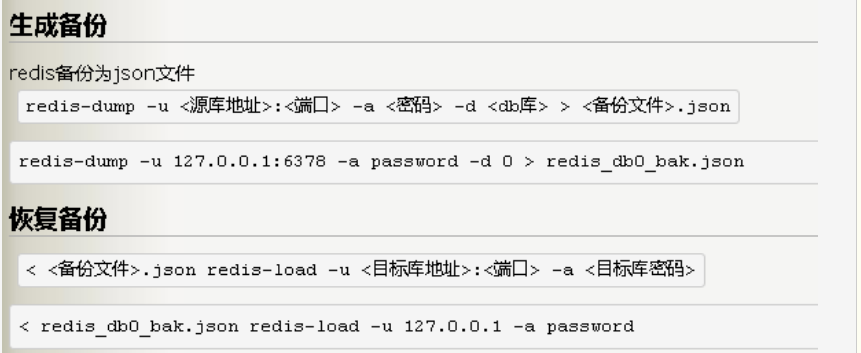 生成备份
redis备份为json文件
redis-dump -u <源库地址>:<端口> -a <密码> -d <db库> > <备份文件>.json
redis-dump -u 127.0.0.1:6378 -a password -d 0 > redis_db0_bak.json
恢复备份
< <备份文件>.json redis-load -u <目标库地址>:<端口> -a <目标库密码>
< redis_db0_bak.json redis-load -u 127.0.0.1 -a password